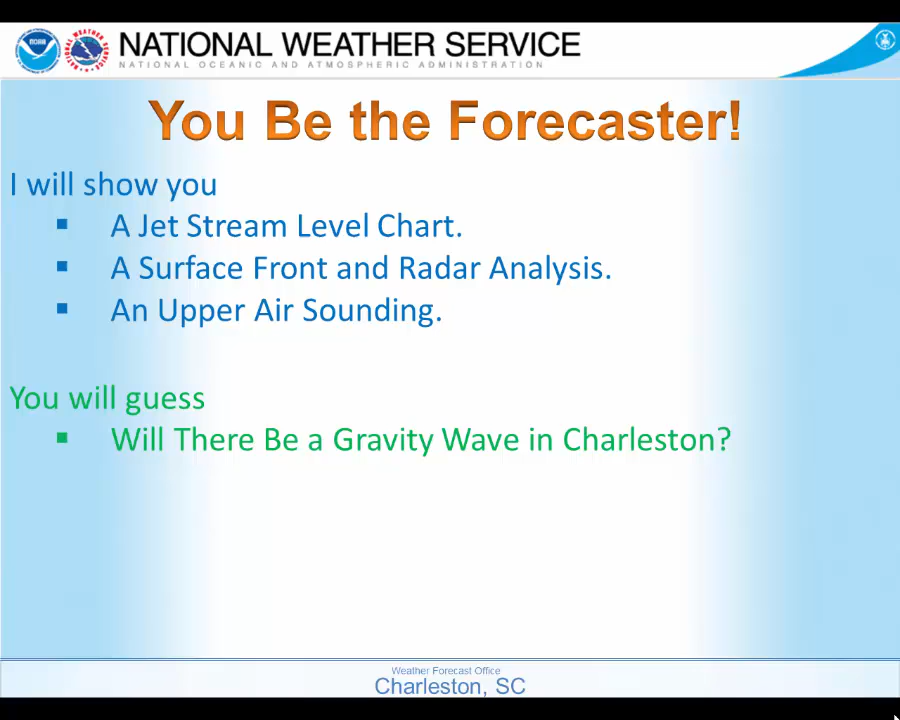 NATIONAL WEATHER SERVICE
NATIONAL OCEANIC AND ATMOSPHERIC ADMINISTRATION
You Be the Forecaster!
I will show you
▪ A Jet Stream Level Chart.
▪ A Surface Front and Radar Analysis.
▪ An Upper Air Sounding.
You will guess
▪ Will There Be a Gravity Wave in Charleston?
Weather Forecast Office
Charleston, SC